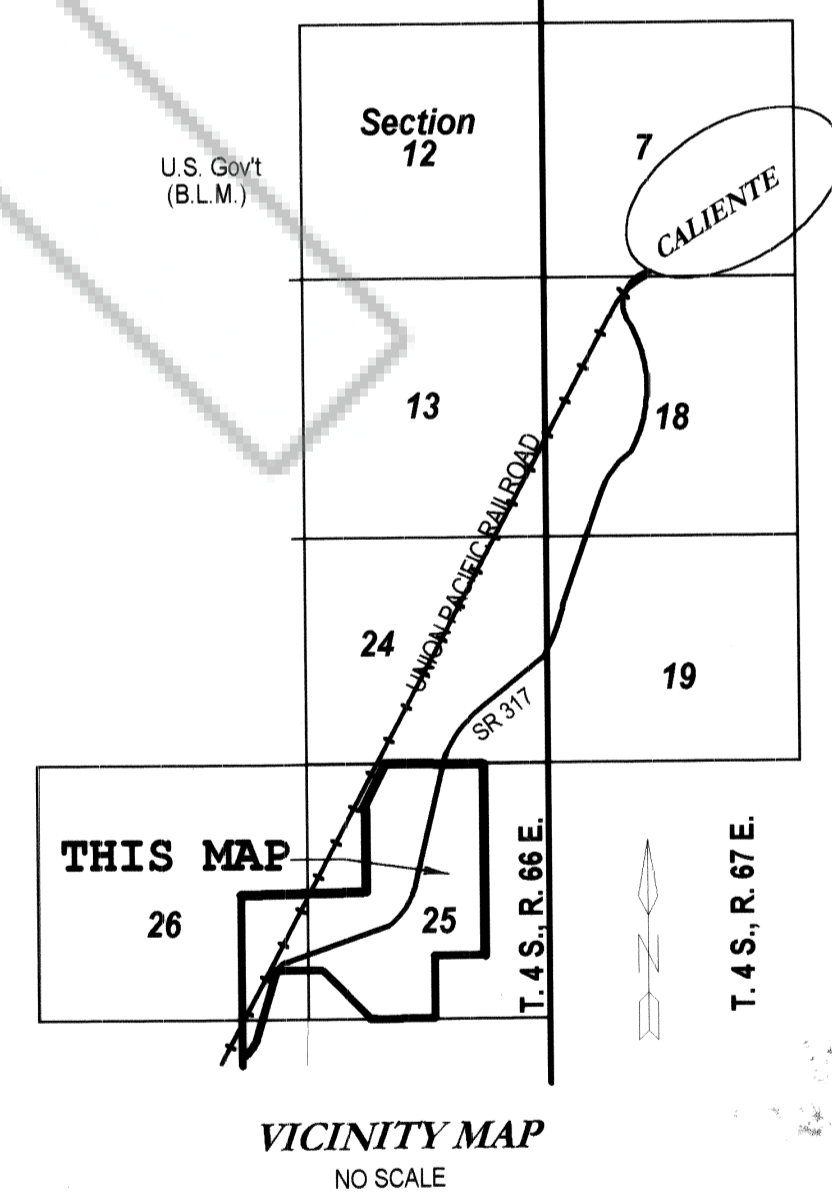 Section
12
7
U.S. Gov't
(B.L.M.)
CALIENTE
13
18
UNION PACIFIC RAILROAD
24
19
SR 317
THIS MAP
26
25
T. 4 S., R. 66 E.
T. 4 S., R. 67 E.
N
VICINITY MAP
NO SCALE